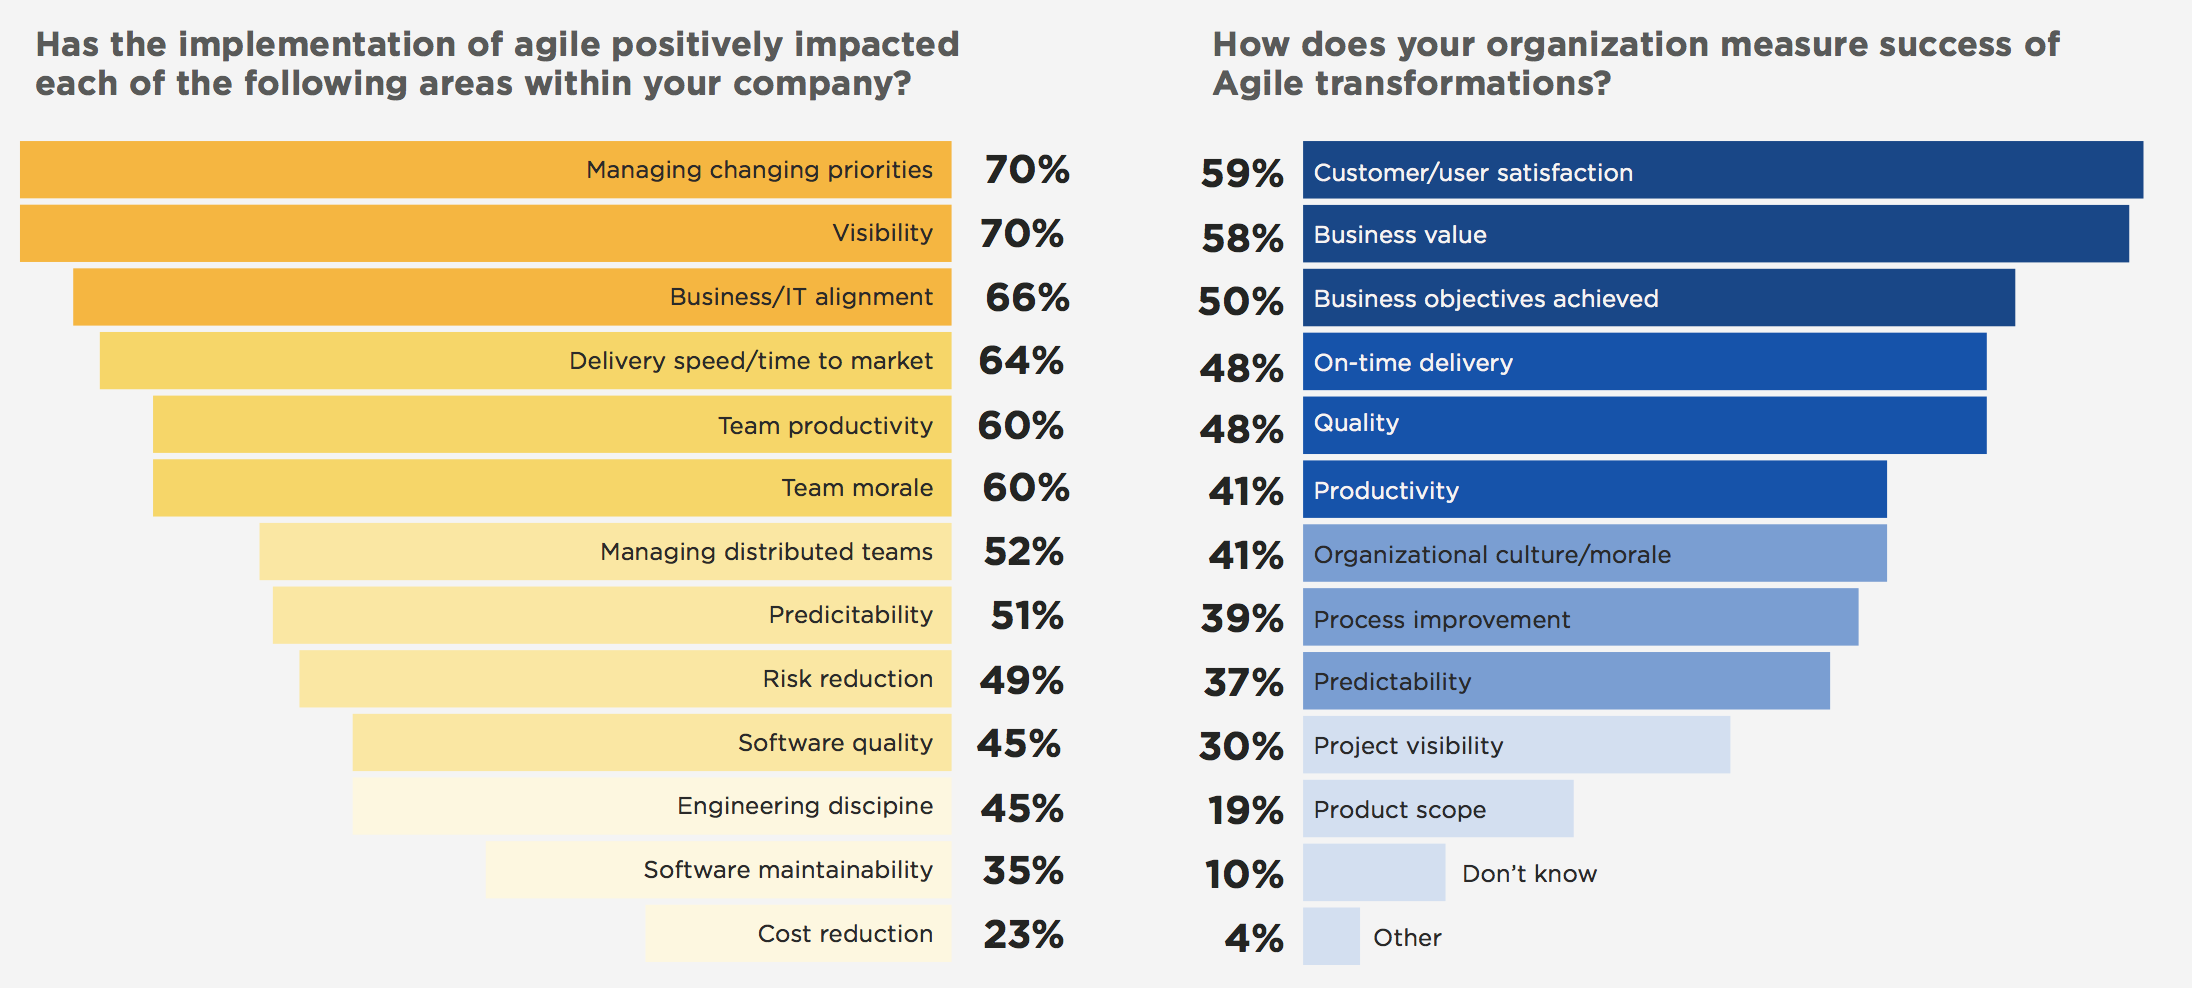 Has the implementation of agile positively impacted
each of the following areas within your company?
Managing changing priorities 70%
Visibility 70%
Business/IT alignment 66%
Delivery speed/time to market 64%
Team productivity 60%
Team morale 60%
Managing distributed teams 52%
Predicitability 51%
Risk reduction 49%
Software quality 45%
Engineering discipine 45%
Software maintainability 35%
Cost reduction 23%
How does your organization measure success of
Agile transformations?
59% Customer/user satisfaction
58% Business value
50% Business objectives achieved
48% On-time delivery
48% Quality
41% Productivity
41% Organizational culture/morale
39% Process improvement
37% Predictability
30% Project visibility
19% Product scope
10% Don’t know
4% Other